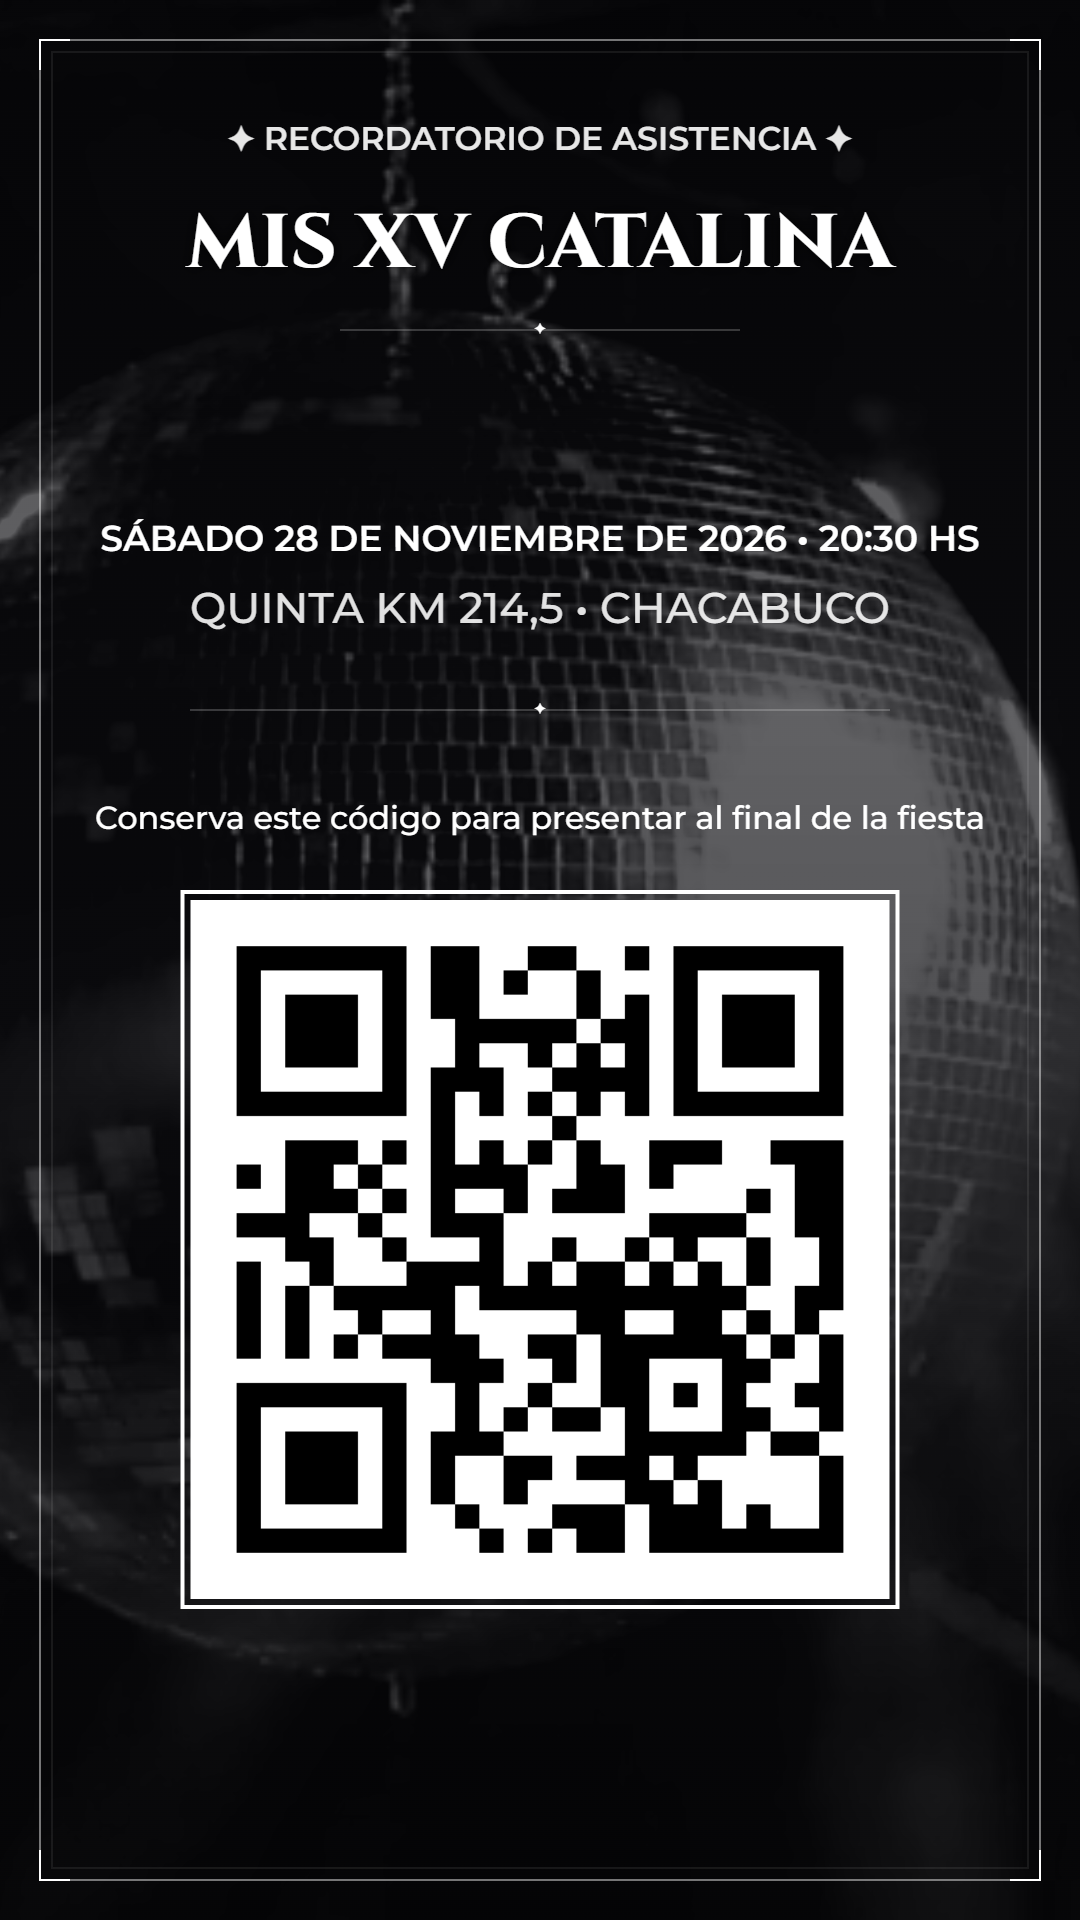 ✦ RECORDATORIO DE ASISTENCIA ✦
MIS XV CATALINA
SÁBADO 28 DE NOVIEMBRE DE 2026 • 20:30 HS
QUINTA KM 214,5 • CHACABUCO
Conserva este código para presentar al final de la fiesta